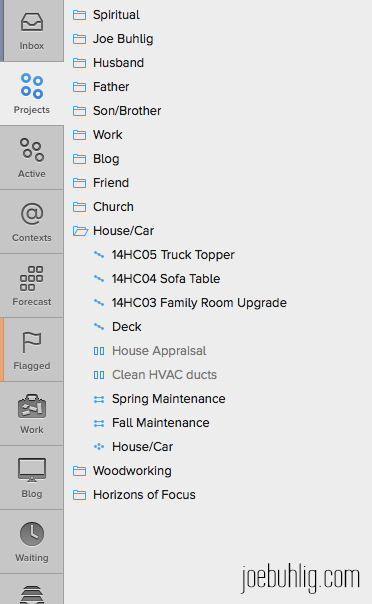 Inbox
Projects
Active
@
Contexts
Forecast
Flagged
Work
Blog
Waiting
Spiritual
Joe Buhlig
Husband
Father
Son/Brother
Work
Blog
Friend
Church
House/Car
14HC05 Truck Topper
14HC04 Sofa Table
14HC03 Family Room Upgrade
Deck
House Appraisal
Clean HVAC ducts
Spring Maintenance
Fall Maintenance
House/Car
Woodworking
Horizons of Focus
joebuhlig.com